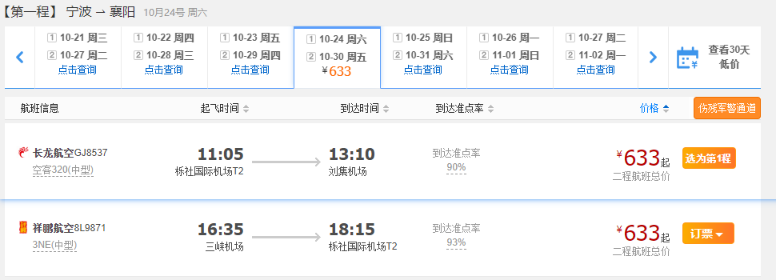 【第一程】 宁波 ⇀ 襄阳 10月24号 周六
1 10-21 周三
2 10-27 周二
点击查询
1 10-22 周四
2 10-28 周三
点击查询
1 10-23 周五
2 10-29 周四
点击查询
1 10-24 周六
2 10-30 周五
¥633
1 10-25 周日
2 10-31 周六
点击查询
1 10-26 周一
2 11-01 周日
点击查询
1 10-27 周二
2 11-02 周一
点击查询
查看30天
低价
航班信息 起飞时间 到达时间 到达准点率 价格 伤残军警通道
长龙航空GJ8537 11:05 13:10 到达准点率 ¥633起 选为第1程
空客320(中型) 栎社国际机场T2 刘集机场 90% 二程航班总价
祥鹏航空8L9871 16:35 18:15 到达准点率 ¥633起 订票
3NE(中型) 三峡机场 栎社国际机场T2 93% 二程航班总价